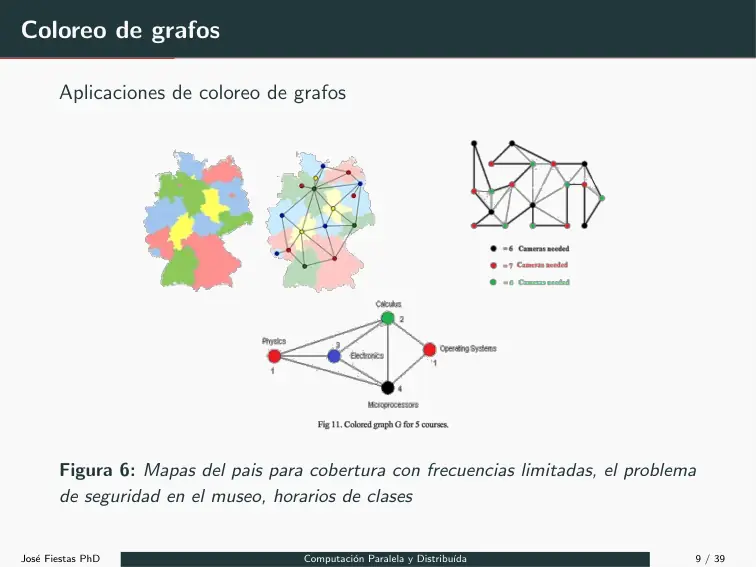 Coloreo de grafos
Aplicaciones de coloreo de grafos
= 6 Cameras needed
= 7 Cameras needed
= 6 Cameras needed
Calculus
2
Physics
3
Electronics
Operating Systems
1
1
4
Microprocessors
Fig 11. Colored graph G for 5 courses.
Figura 6: Mapas del pais para cobertura con frecuencias limitadas, el problema
de seguridad en el museo, horarios de clases
José Fiestas PhD
Computación Paralela y Distribuída
9 / 39